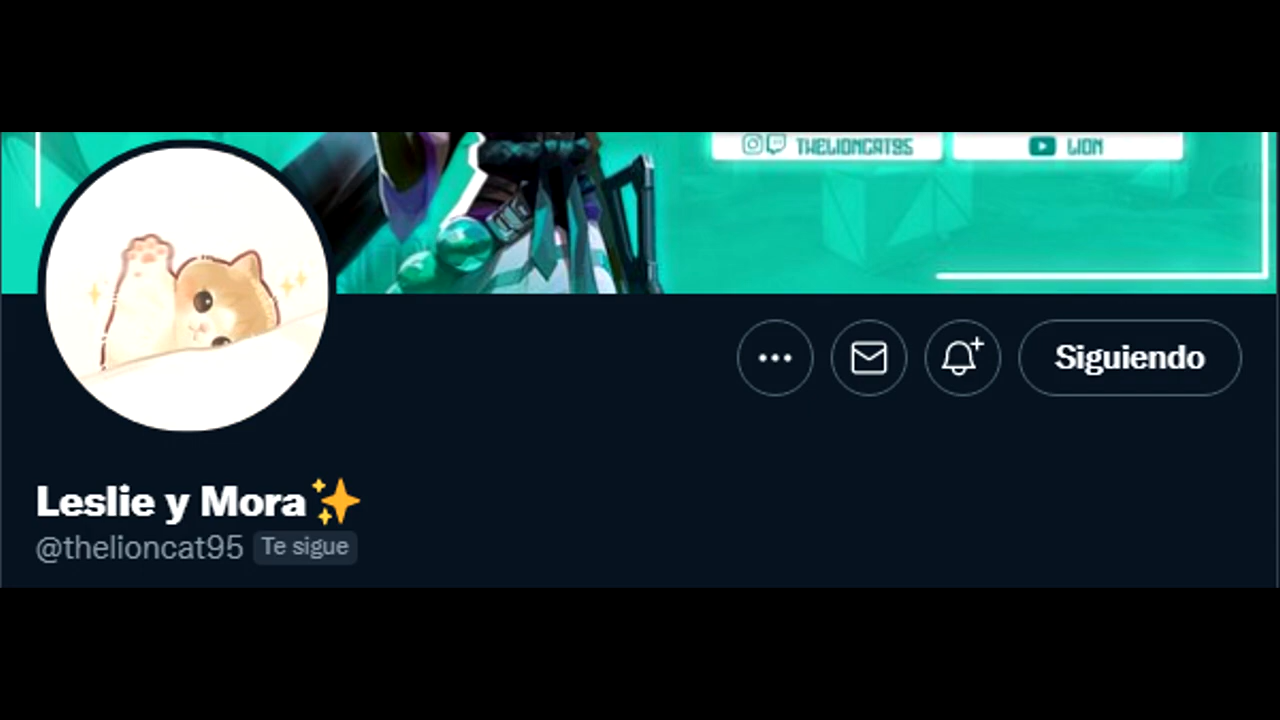 THELIONCAT95
LION
Siguiendo
Leslie y Mora✨
@thelioncat95 Te sigue